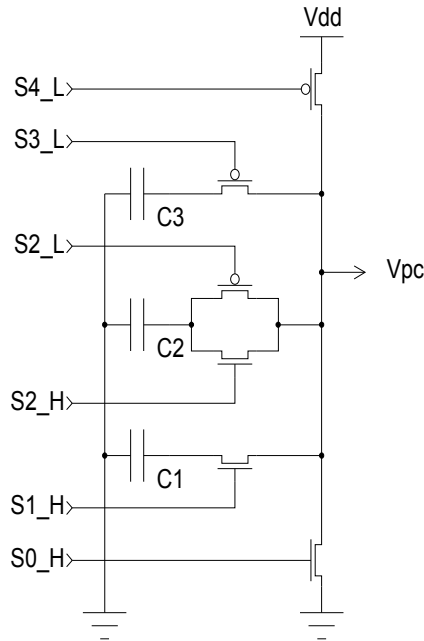 Vdd
S4_L
S3_L
C3
S2_L
Vpc
C2
S2_H
C1
S1_H
S0_H